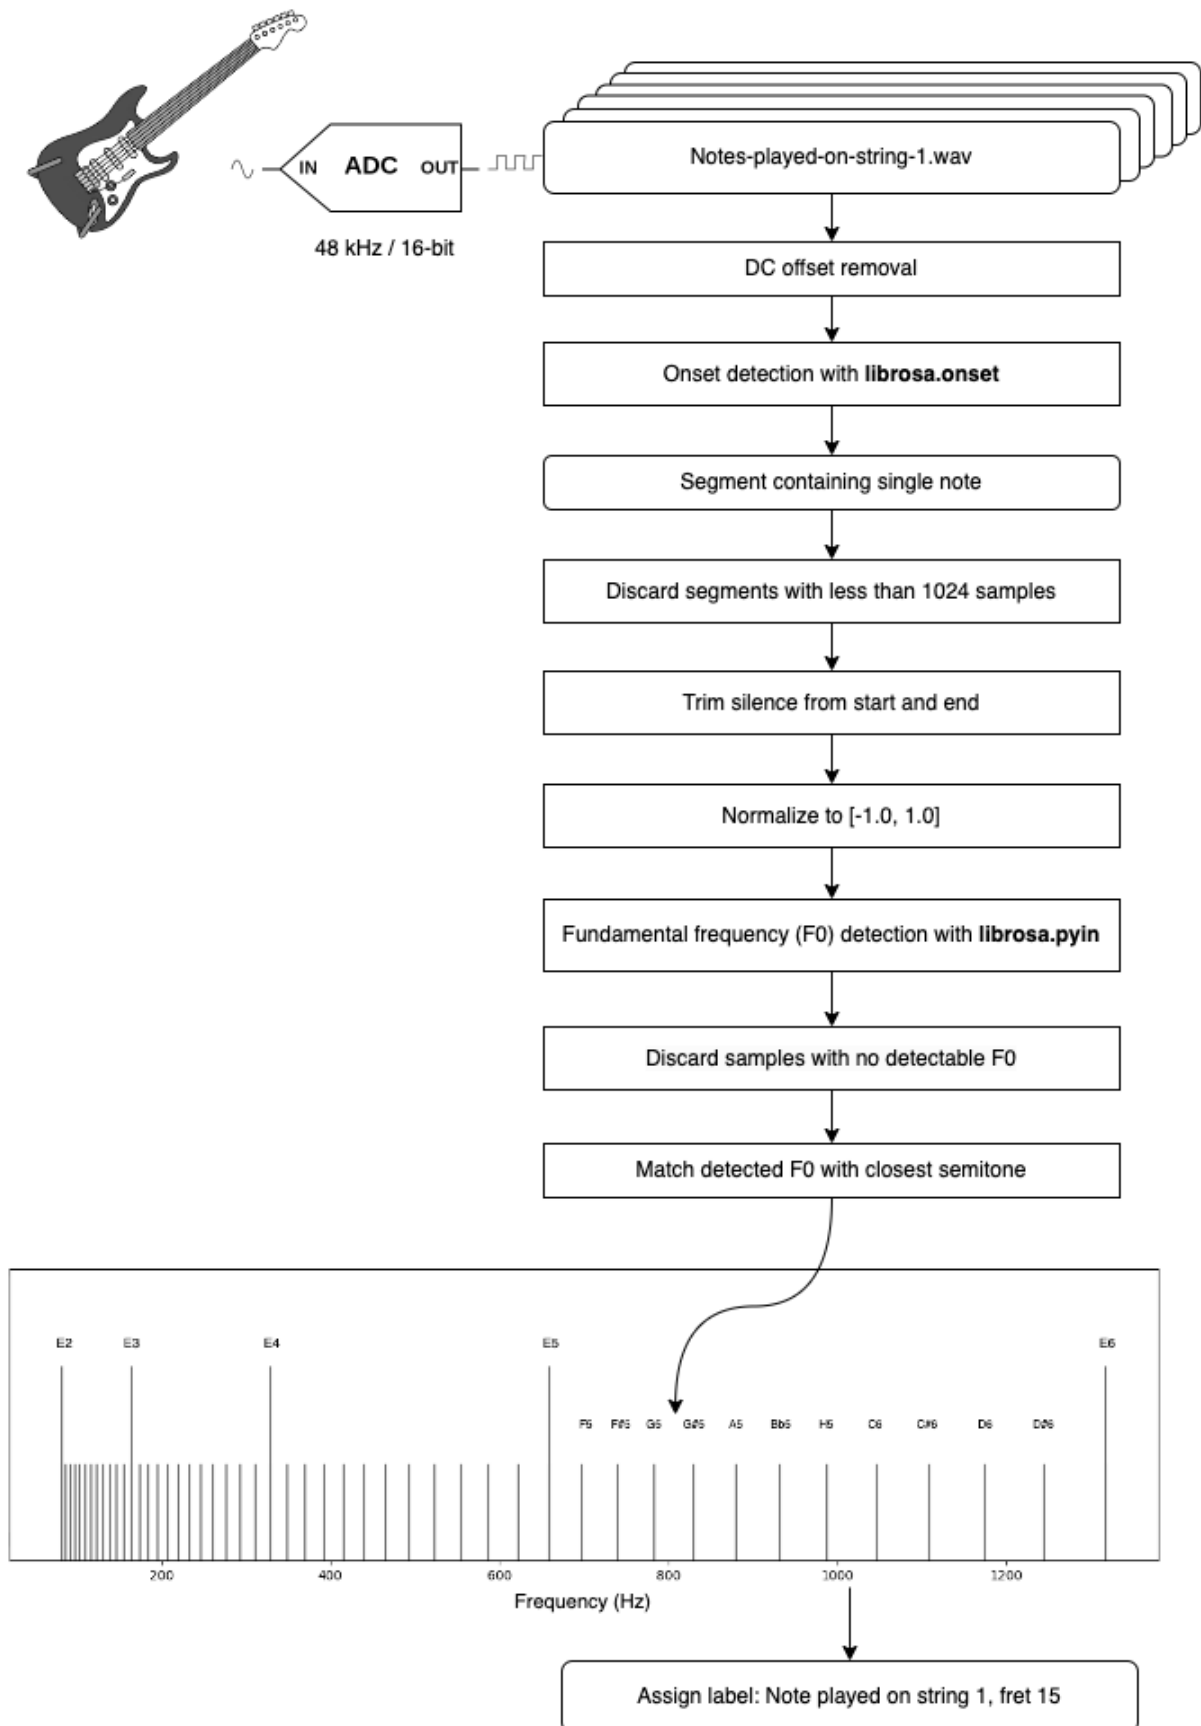 Notes-played-on-string-1.wav
IN ADC OUT
48 kHz / 16-bit
DC offset removal
Onset detection with librosa.onset
Segment containing single note
Discard segments with less than 1024 samples
Trim silence from start and end
Normalize to [-1.0, 1.0]
Fundamental frequency (F0) detection with librosa.pyin
Discard samples with no detectable F0
Match detected F0 with closest semitone
E2 E3 E4 E5 E6
F5 F#5 G5 G#5 A5 Bb5 H5 C6 C#6 D6 D#6
200 400 600 800 1000 1200
Frequency (Hz)
Assign label: Note played on string 1, fret 15